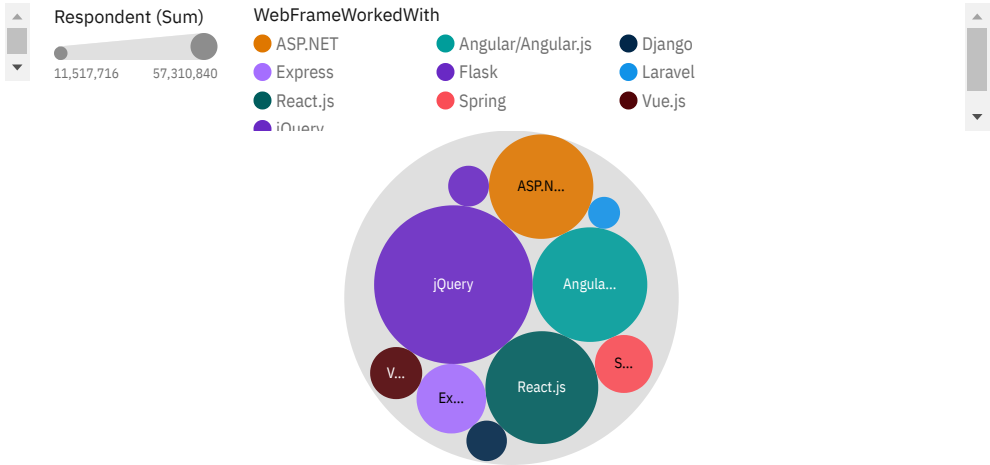 Respondent (Sum)
11,517,716 57,310,840
WebFrameWorkedWith
ASP.NET Angular/Angular.js Django
Express Flask Laravel
React.js Spring Vue.js
jQuery
ASP.N...
jQuery Angula...
S...
V... React.js
Ex...